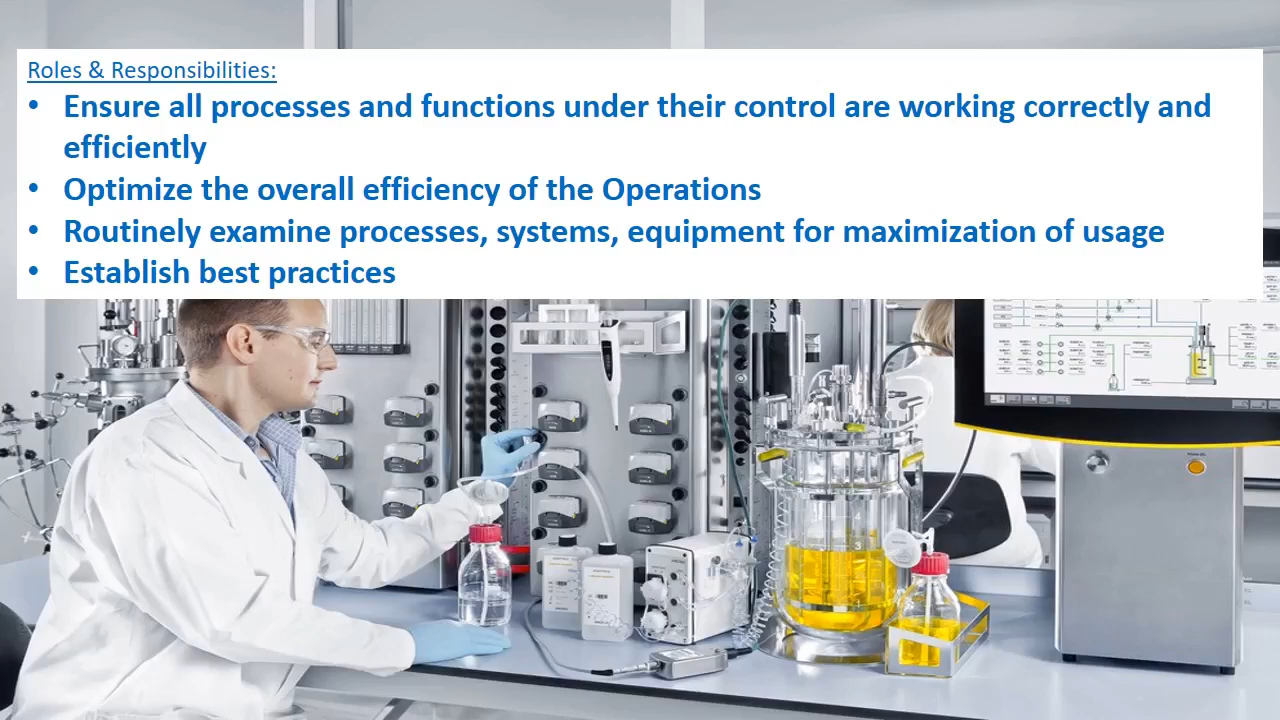 Roles & Responsibilities:
• Ensure all processes and functions under their control are working correctly and
efficiently
• Optimize the overall efficiency of the Operations
• Routinely examine processes, systems, equipment for maximization of usage
• Establish best practices